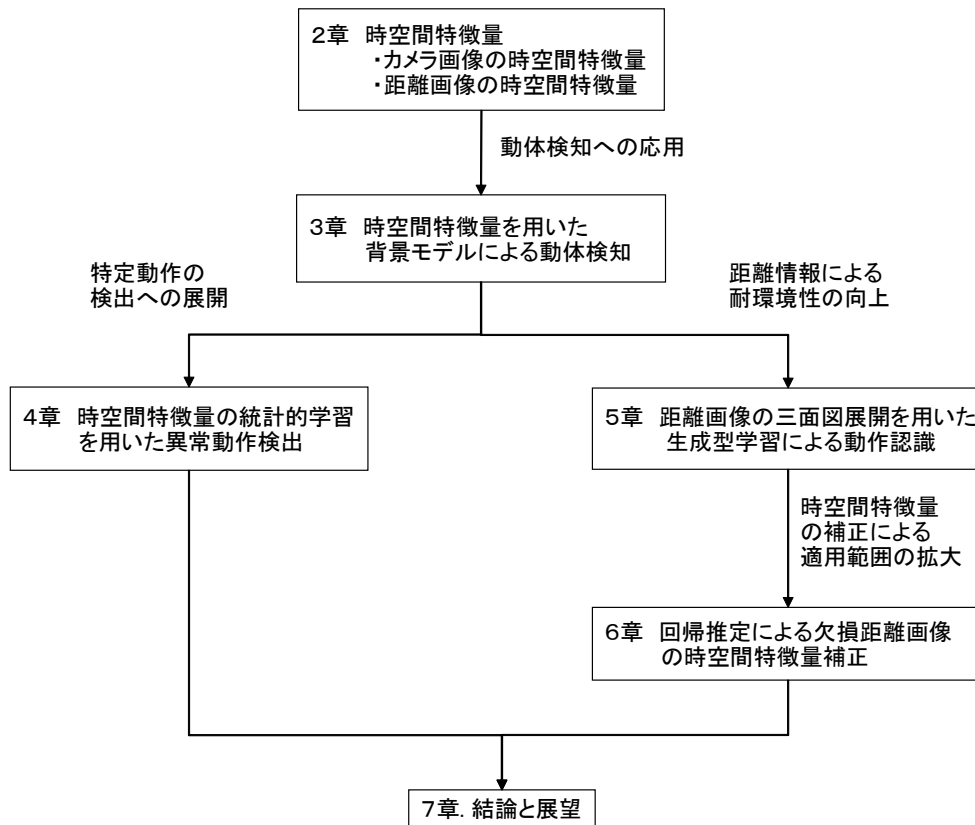 2章 時空間特徴量
・カメラ画像の時空間特徴量
・距離画像の時空間特徴量
動体検知への応用
3章 時空間特徴量を用いた
背景モデルによる動体検知
特定動作の
検出への展開
距離情報による
耐環境性の向上
4章 時空間特徴量の統計的学習
を用いた異常動作検出
5章 距離画像の三面図展開を用いた
生成型学習による動作認識
時空間特徴量
の補正による
適用範囲の拡大
6章 回帰推定による欠損距離画像
の時空間特徴量補正
7章. 結論と展望